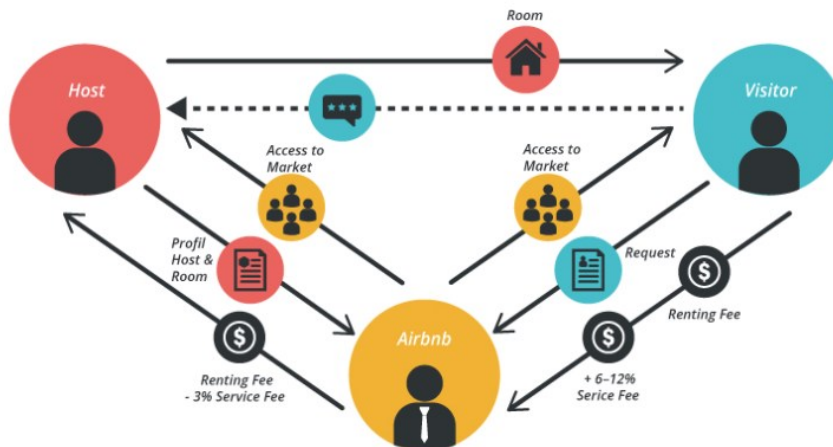 Room
Host
Visitor
Access to
Market
Access to
Market
Profil
Host &
Room
Request
Renting Fee
Airbnb
Renting Fee
- 3% Service Fee
+ 6–12%
Serice Fee